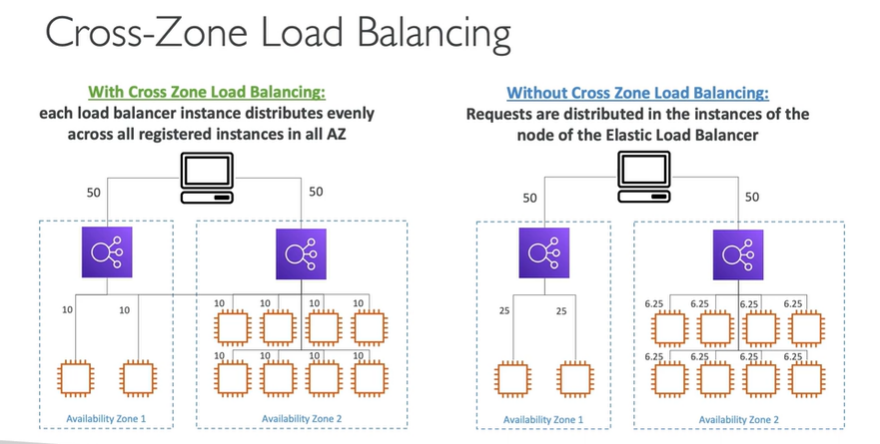 Cross-Zone Load Balancing
With Cross Zone Load Balancing:
each load balancer instance distributes evenly
across all registered instances in all AZ
50
50
10
10
10
10
10
10
10
10
10
10
Availability Zone 1
Availability Zone 2
Without Cross Zone Load Balancing:
Requests are distributed in the instances of the
node of the Elastic Load Balancer
50
50
25
25
6.25
6.25
6.25
6.25
6.25
6.25
6.25
6.25
Availability Zone 1
Availability Zone 2